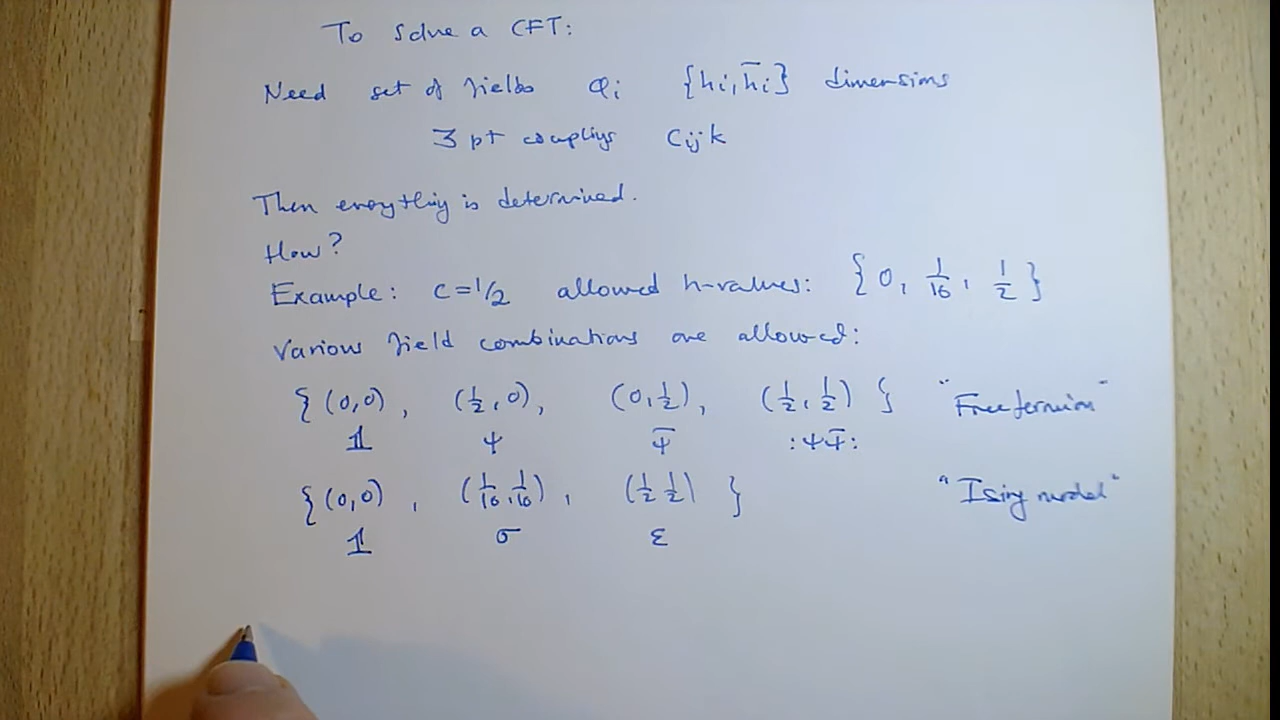 To solve a CFT:
Need set of fields φi {hi, h̄i} dimensions
3 pt couplings Cijk
Then everything is determined.
How?
Example: c=1/2 allowed h-values: {0, 1/16, 1/2}
Various field combinations are allowed:
{(0,0), (1/2,0), (0,1/2), (1/2,1/2)} "Free fermion"
𝟙 ψ ψ̄ :ψψ̄:
{(0,0), (1/16,1/16), (1/2 1/2)} "Ising model"
𝟙 σ ε